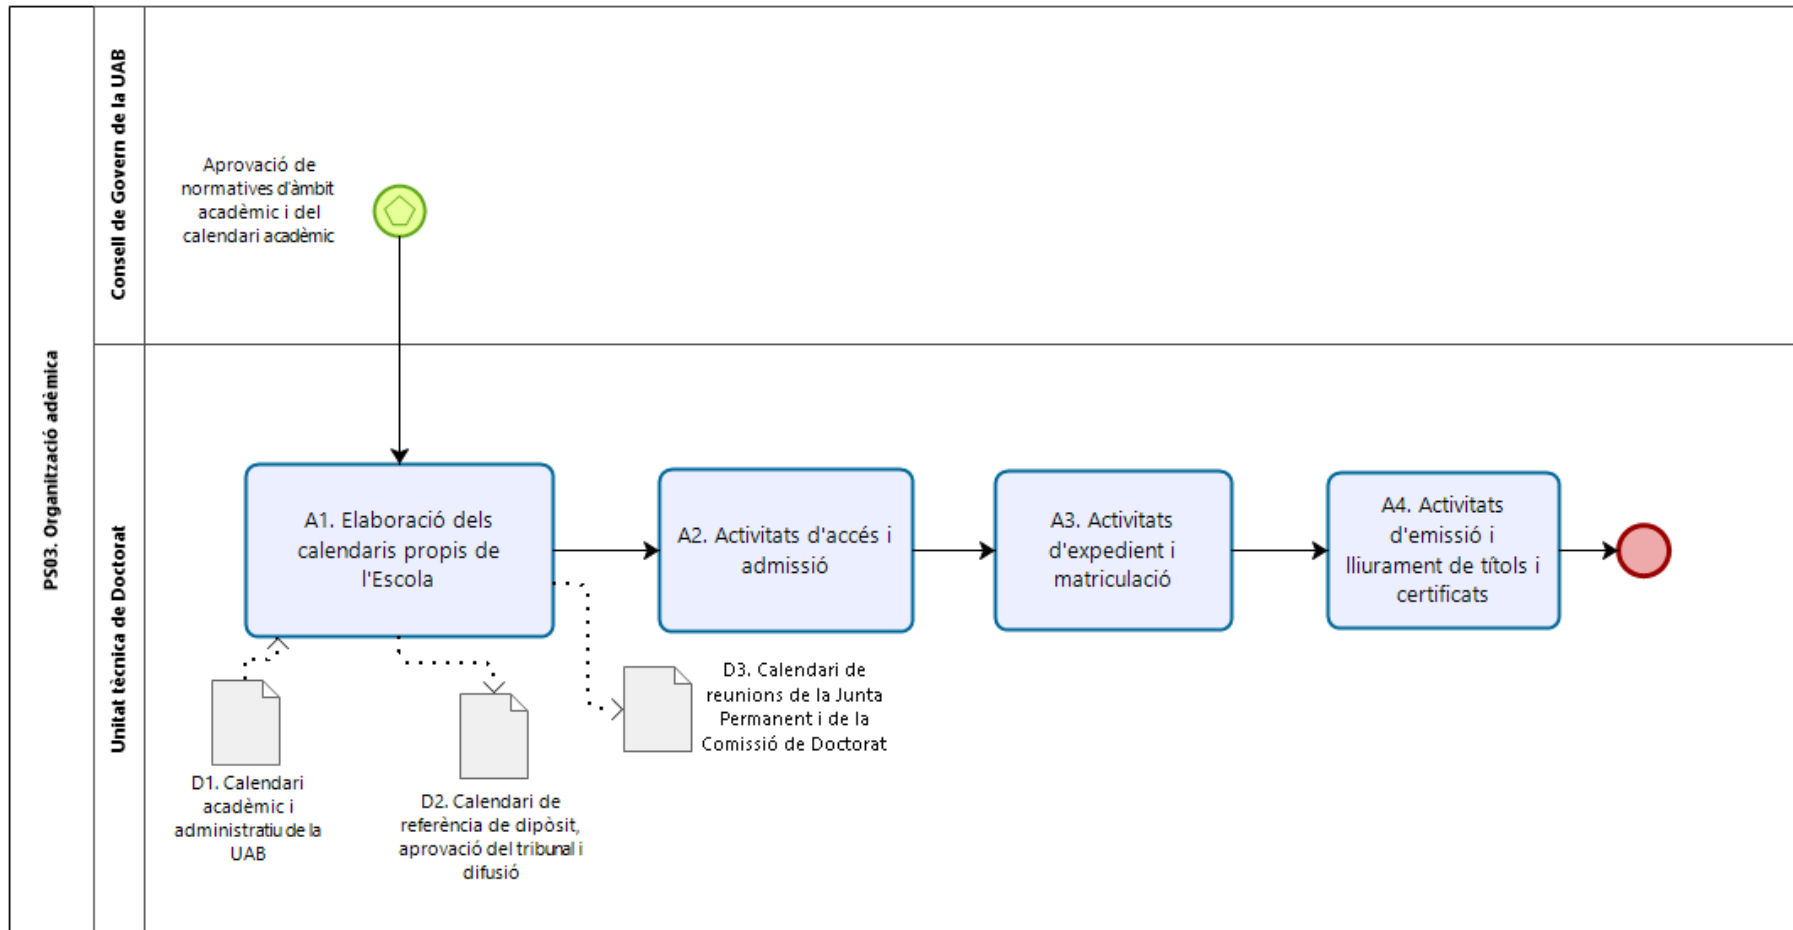 PS03. Organització adèmica
Consell de Govern de la UAB
Aprovació de
normatives d'àmbit
acadèmic i del
calendari acadèmic
Unitat tècnica de Doctorat
A1. Elaboració dels
calendaris propis de
l'Escola
A2. Activitats d'accés i
admissió
A3. Activitats
d'expedient i
matriculació
A4. Activitats
d'emissió i
lliurament de títols i
certificats
D1. Calendari
acadèmic i
administratiu de la
UAB
D2. Calendari de
referència de dipòsit,
aprovació del tribunal i
difusió
D3. Calendari de
reunions de la Junta
Permanent i de la
Comissió de Doctorat